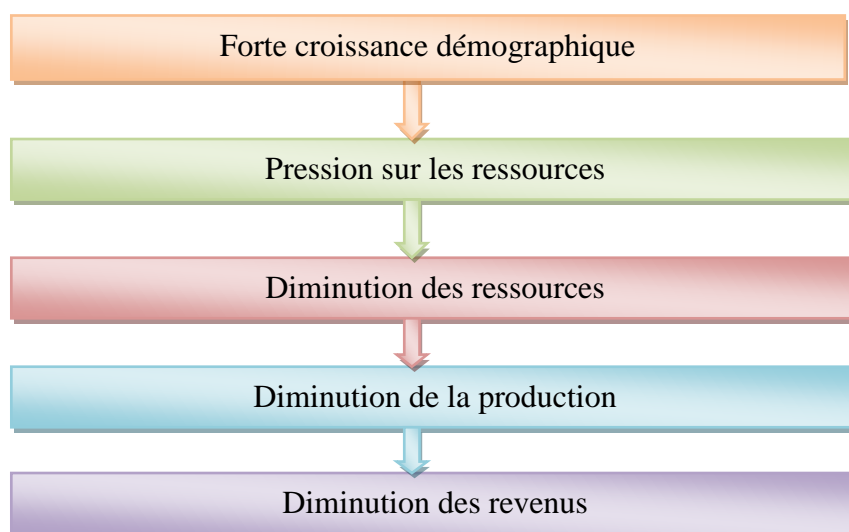 Forte croissance démographique
Pression sur les ressources
Diminution des ressources
Diminution de la production
Diminution des revenus